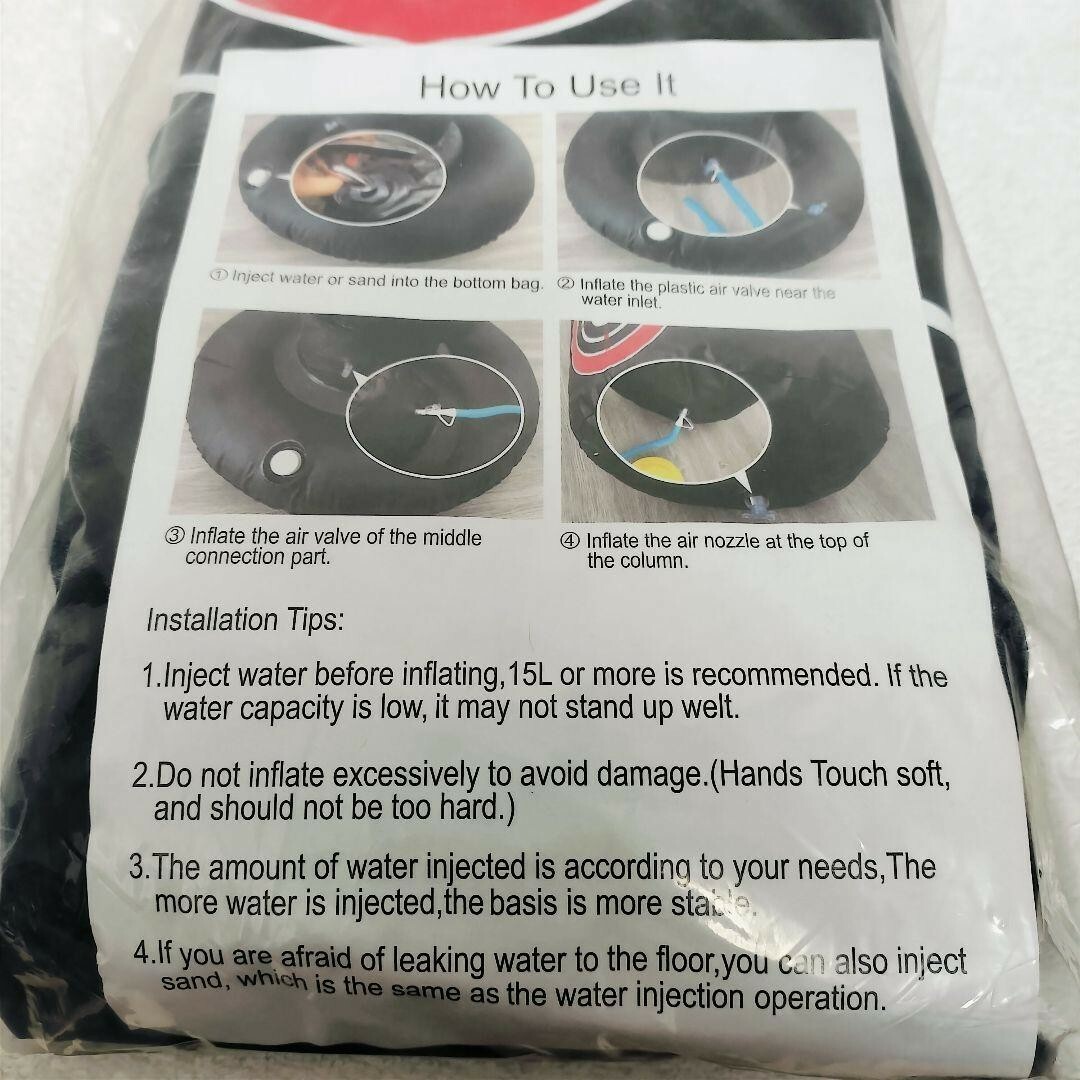 How To Use It
① Inject water or sand into the bottom bag.
② Inflate the plastic air valve near the
water inlet.
③ Inflate the air valve of the middle
connection part.
④ Inflate the air nozzle at the top of
the column.
Installation Tips:
1.Inject water before inflating,15L or more is recommended. If the
water capacity is low, it may not stand up welt.
2.Do not inflate excessively to avoid damage.(Hands Touch soft,
and should not be too hard.)
3.The amount of water injected is according to your needs,The
more water is injected,the basis is more stable.
4.If you are afraid of leaking water to the floor,you can also inject
sand, which is the same as the water injection operation.